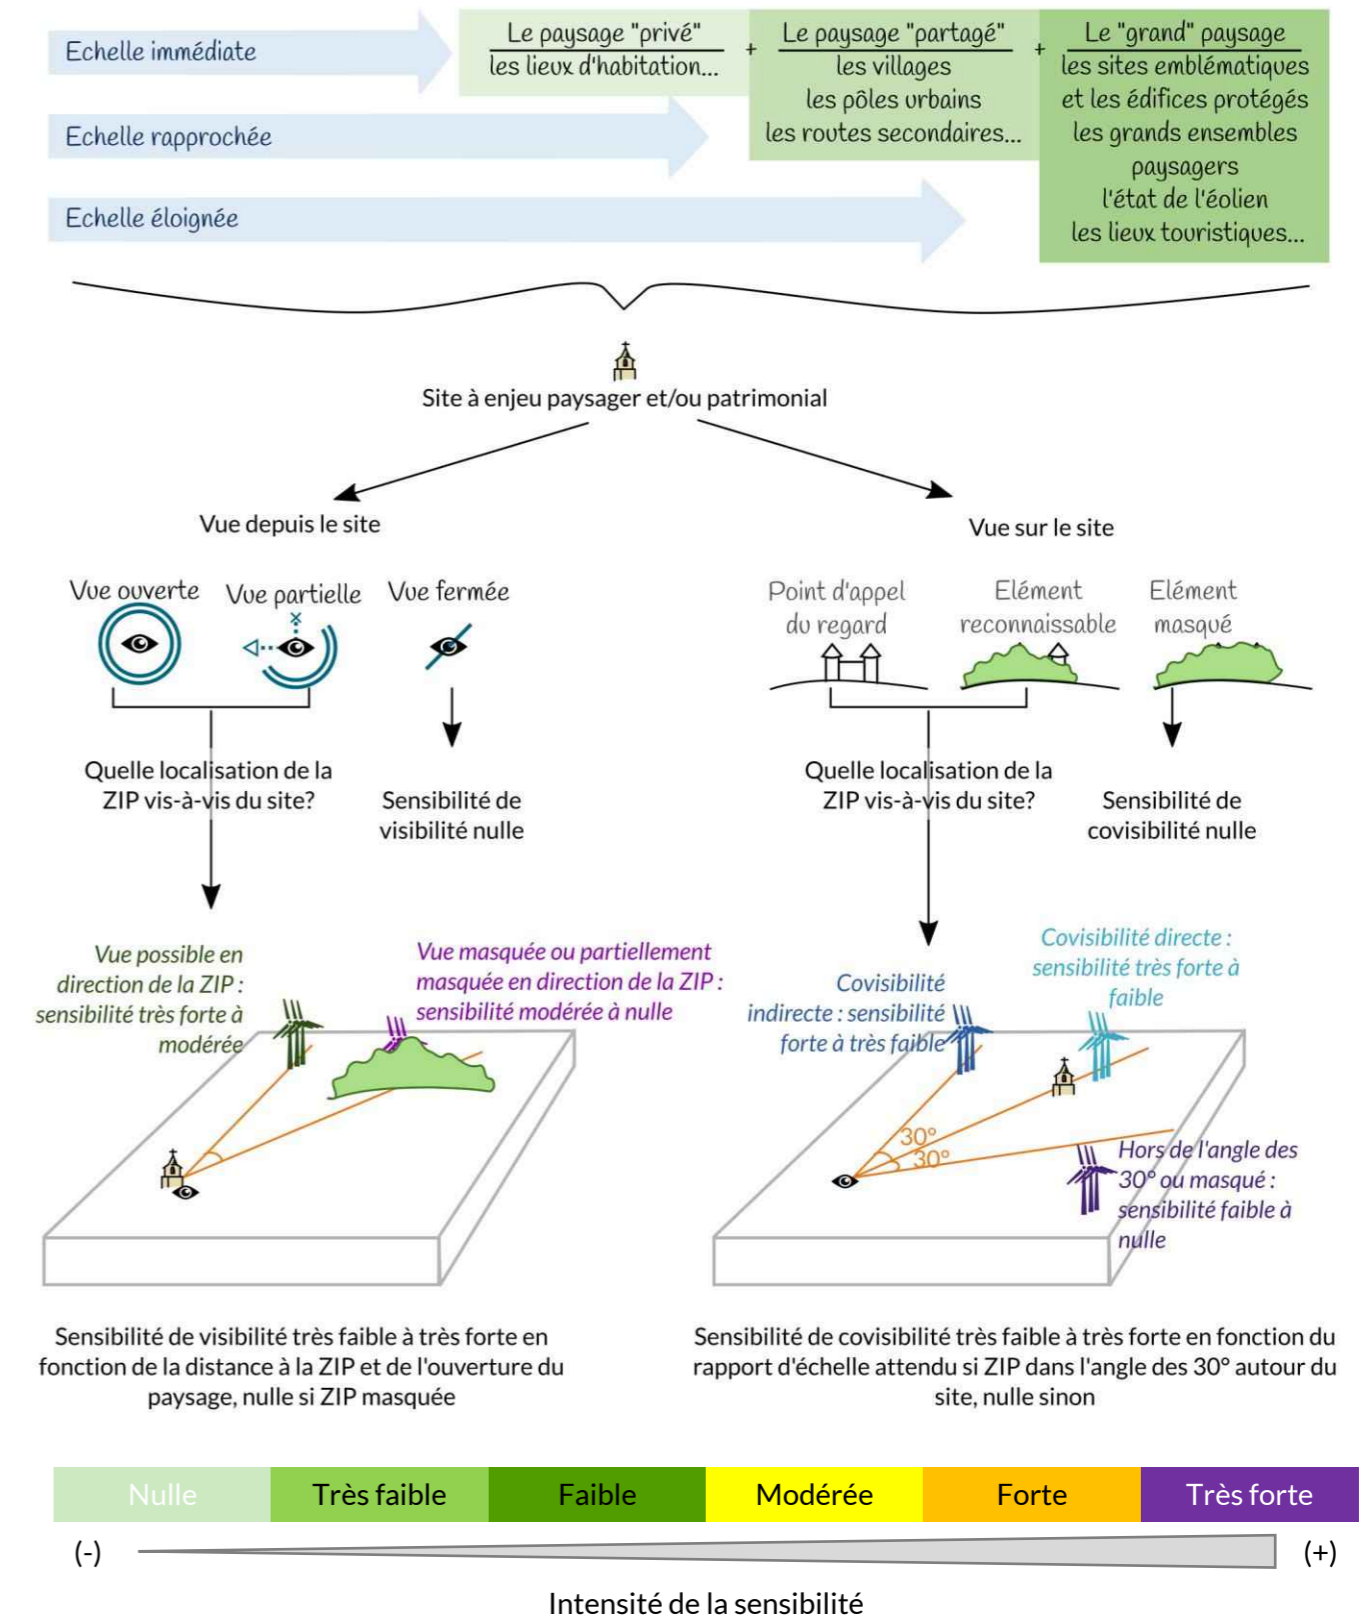 Echelle immédiate
Le paysage "privé"
les lieux d'habitation...
+
Le paysage "partagé"
les villages
les pôles urbains
les routes secondaires...
+
Le "grand" paysage
les sites emblématiques
et les édifices protégés
les grands ensembles
paysagers
l'état de l'éolien
les lieux touristiques...
Echelle rapprochée
Echelle éloignée
Site à enjeu paysager et/ou patrimonial
Vue depuis le site
Vue sur le site
Vue ouverte
Vue partielle
Vue fermée
Point d'appel
du regard
Elément
reconnaissable
Elément
masqué
Quelle localisation de la
ZIP vis-à-vis du site?
Sensibilité de
visibilité nulle
Quelle localisation de la
ZIP vis-à-vis du site?
Sensibilité de
covisibilité nulle
Vue possible en
direction de la ZIP :
sensibilité très forte à
modérée
Vue masquée ou partiellement
masquée en direction de la ZIP :
sensibilité modérée à nulle
Covisibilité
indirecte : sensibilité
forte à très faible
Covisibilité directe :
sensibilité très forte à
faible
30°
30°
Hors de l'angle des
30° ou masqué :
sensibilité faible à
nulle
Sensibilité de visibilité très faible à très forte en
fonction de la distance à la ZIP et de l'ouverture du
paysage, nulle si ZIP masquée
Sensibilité de covisibilité très faible à très forte en fonction du
rapport d'échelle attendu si ZIP dans l'angle des 30° autour du
site, nulle sinon
Nulle
Très faible
Faible
Modérée
Forte
Très forte
(-)
(+)
Intensité de la sensibilité